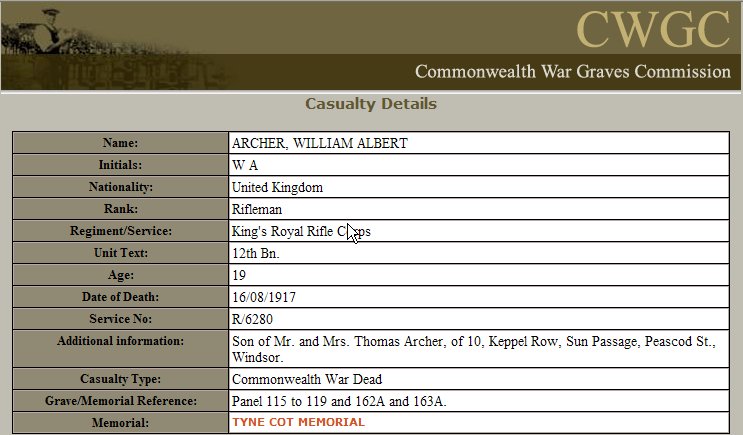 CWGC
Commonwealth War Graves Commission
Casualty Details
Name: ARCHER, WILLIAM ALBERT
Initials: W A
Nationality: United Kingdom
Rank: Rifleman
Regiment/Service: King's Royal Rifle Corps
Unit Text: 12th Bn.
Age: 19
Date of Death: 16/08/1917
Service No: R/6280
Additional information: Son of Mr. and Mrs. Thomas Archer, of 10, Keppel Row, Sun Passage, Peascod St.,
Windsor.
Casualty Type: Commonwealth War Dead
Grave/Memorial Reference: Panel 115 to 119 and 162A and 163A.
Memorial: TYNE COT MEMORIAL